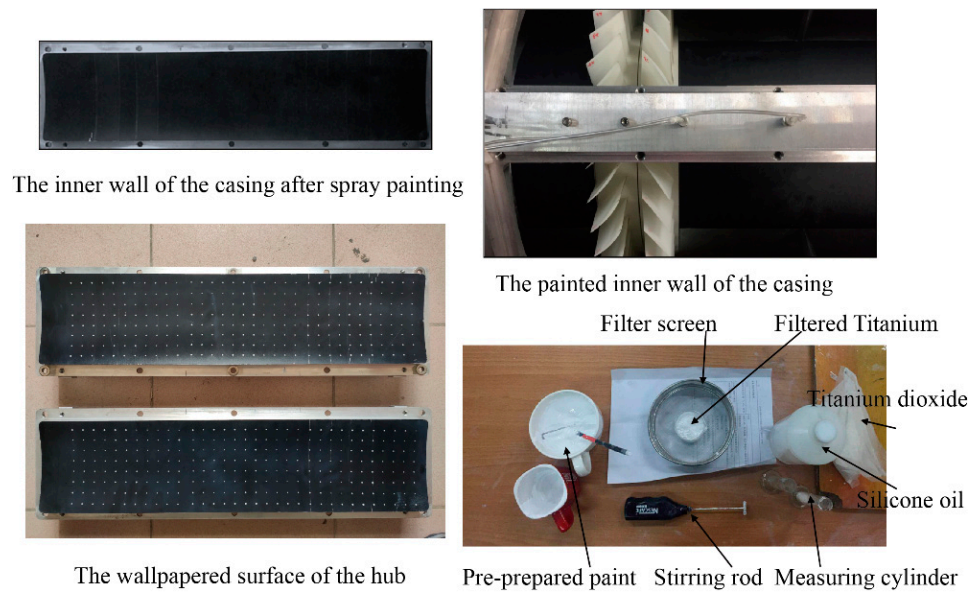 The inner wall of the casing after spray painting
The painted inner wall of the casing
Filter screen
Filtered Titanium
Titanium dioxide
Silicone oil
The wallpapered surface of the hub
Pre-prepared paint
Stirring rod
Measuring cylinder